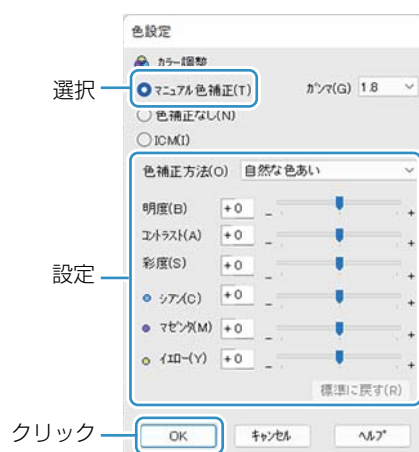 色設定
カラー調整
選択
マニュアル色補正(T) ガンマ(G) 1.8
色補正なし(N)
ICM(I)
色補正方法(O) 自然な色あい
明度(B) +0 - +
コントラスト(A) +0 - +
彩度(S) +0 - +
設定
シアン(C) +0 - +
マゼンタ(M) +0 - +
イエロー(Y) +0 - +
標準に戻す(R)
クリック
OK キャンセル ヘルプ